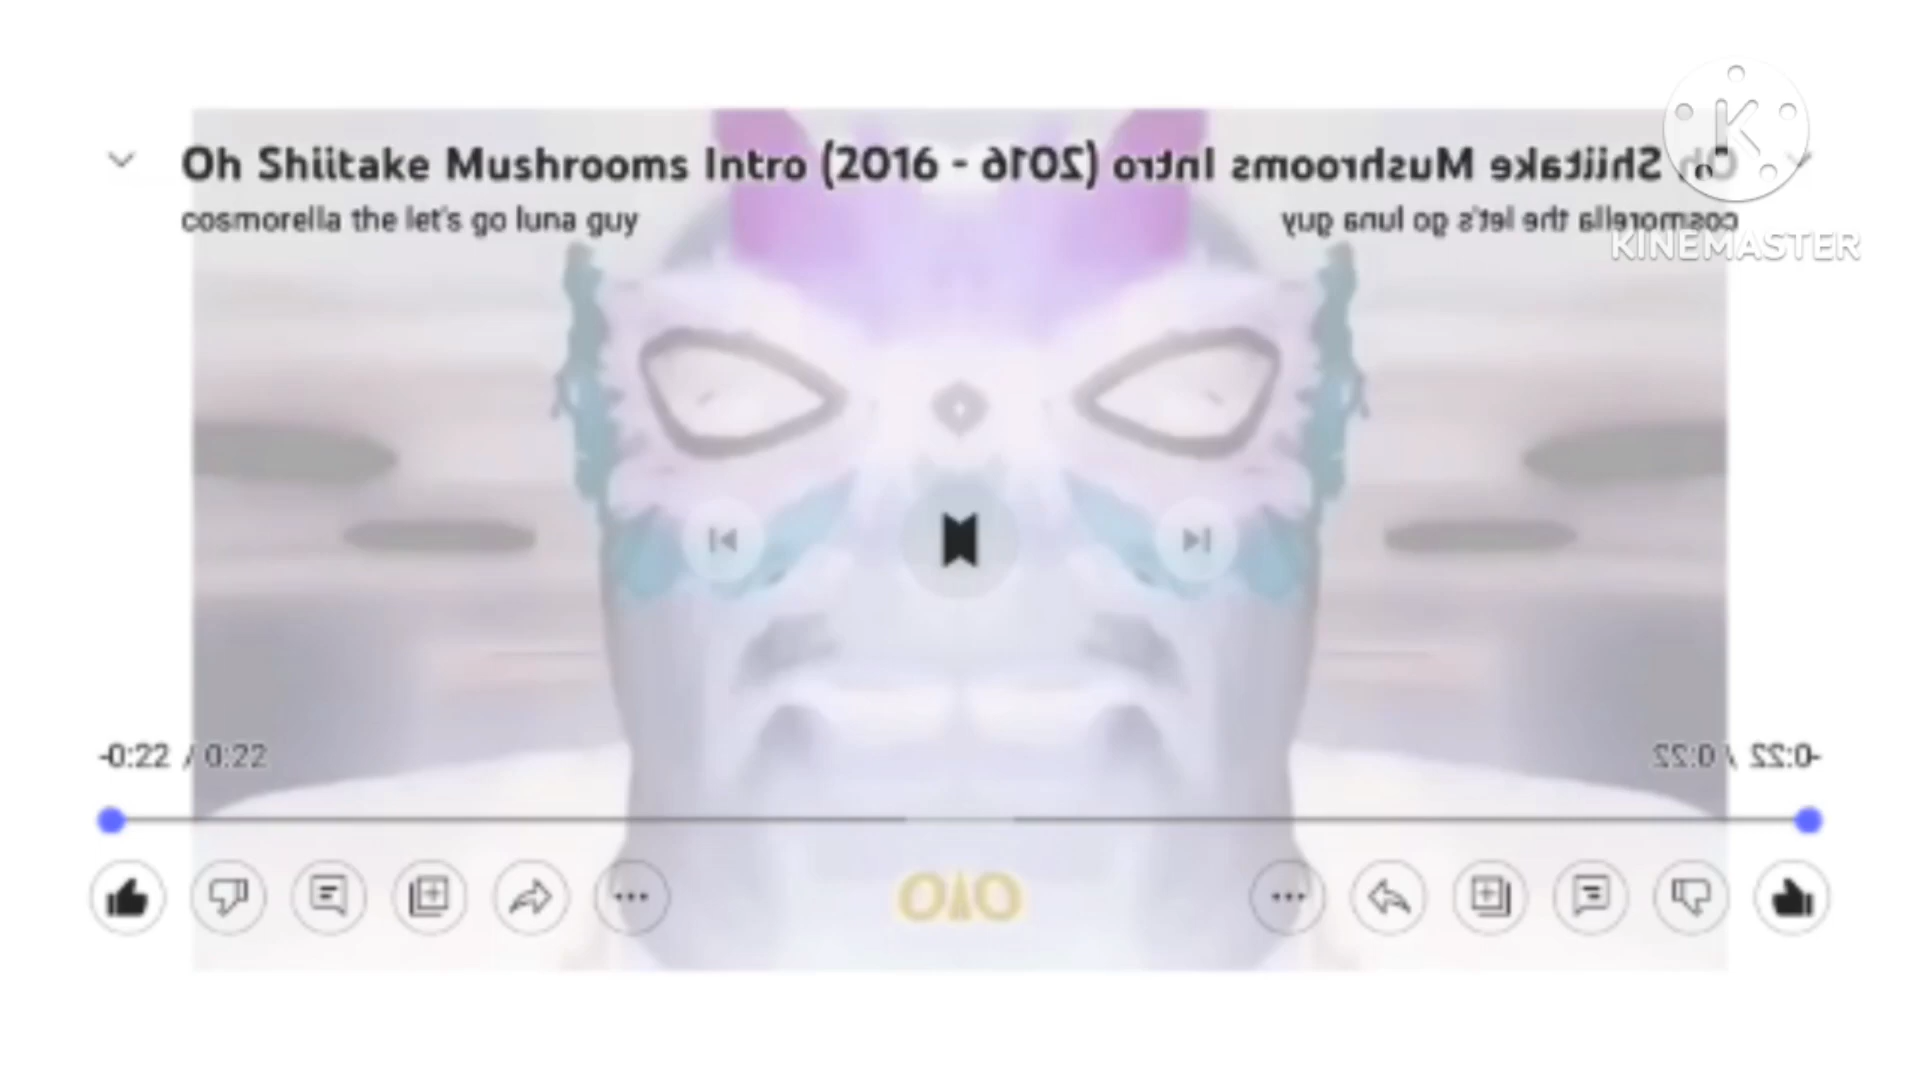 Oh Shiitake Mushrooms Intro (2016 - 2016) Oh Shiitake Mushrooms Intro
cosmorella the let's go luna guy
cosmorella the let's go luna guy
K
KINEMASTER
-0:22 / 0:22
-0:22 / 0:22